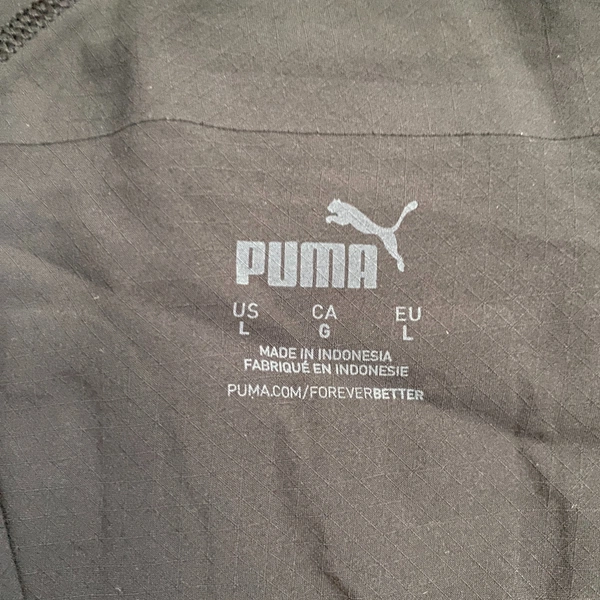 PUMA
US CA EU
L G L
MADE IN INDONESIA
FABRIQUÉ EN INDONESIE
PUMA.COM/FOREVERBETTER